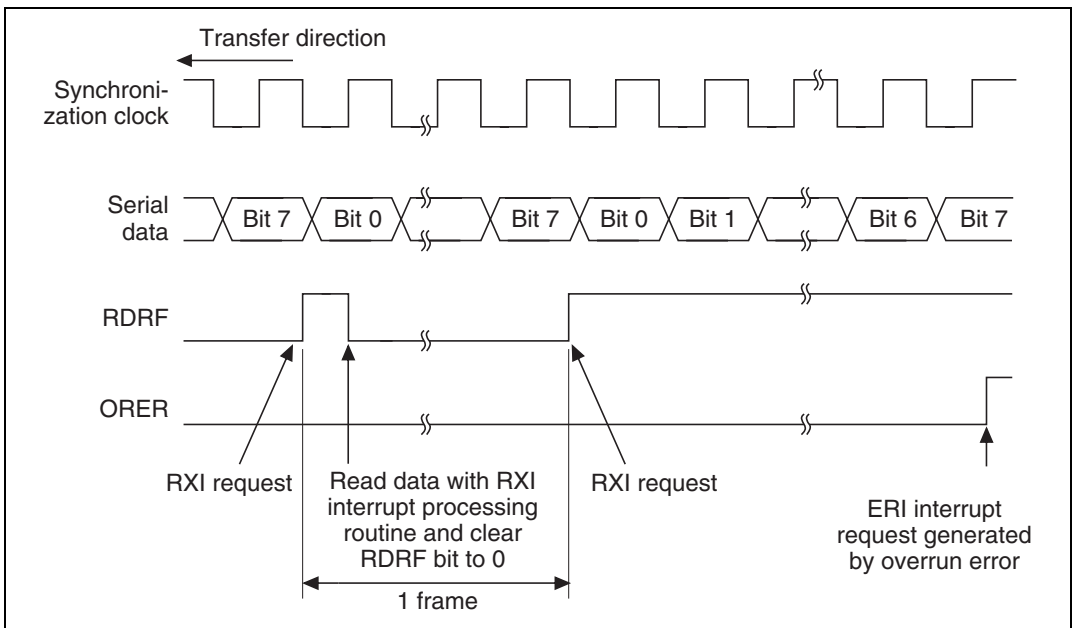 Transfer direction
Synchroni-
zation clock
Serial
data
Bit 7 Bit 0 Bit 7 Bit 0 Bit 1 Bit 6 Bit 7
RDRF
ORER
RXI request
Read data with RXI
interrupt processing
routine and clear
RDRF bit to 0
RXI request
ERI interrupt
request generated
by overrun error
1 frame